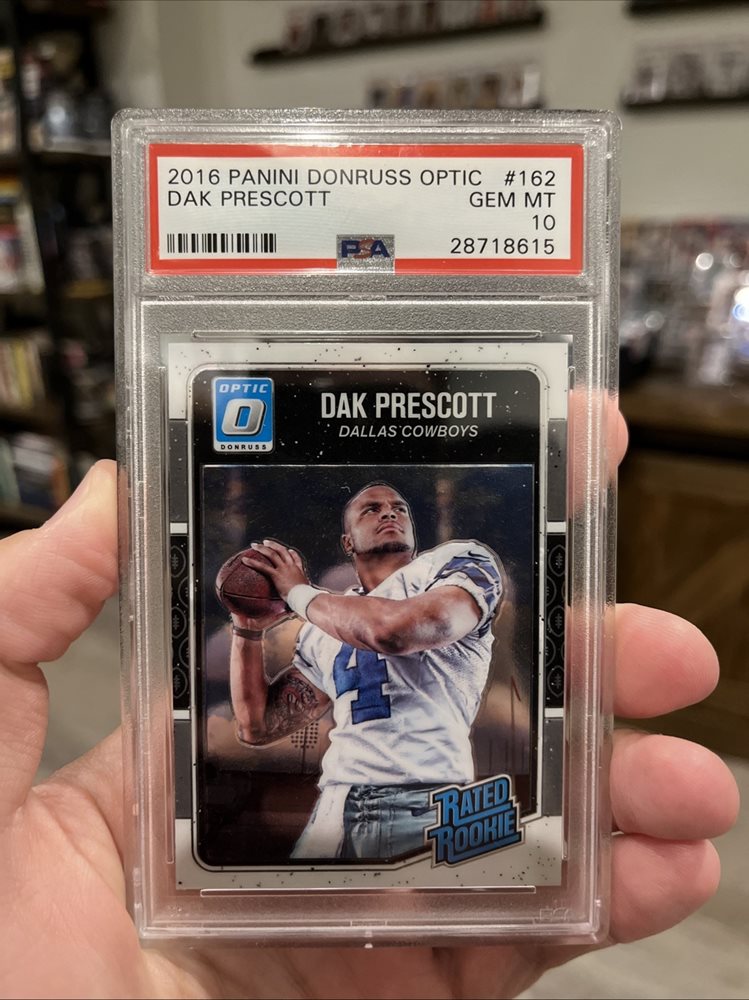 2016 PANINI DONRUSS OPTIC #162
DAK PRESCOTT GEM MT
10
PSA 28718615
OPTIC
DONRUSS
DAK PRESCOTT
DALLAS COWBOYS
4
RATED
ROOKIE